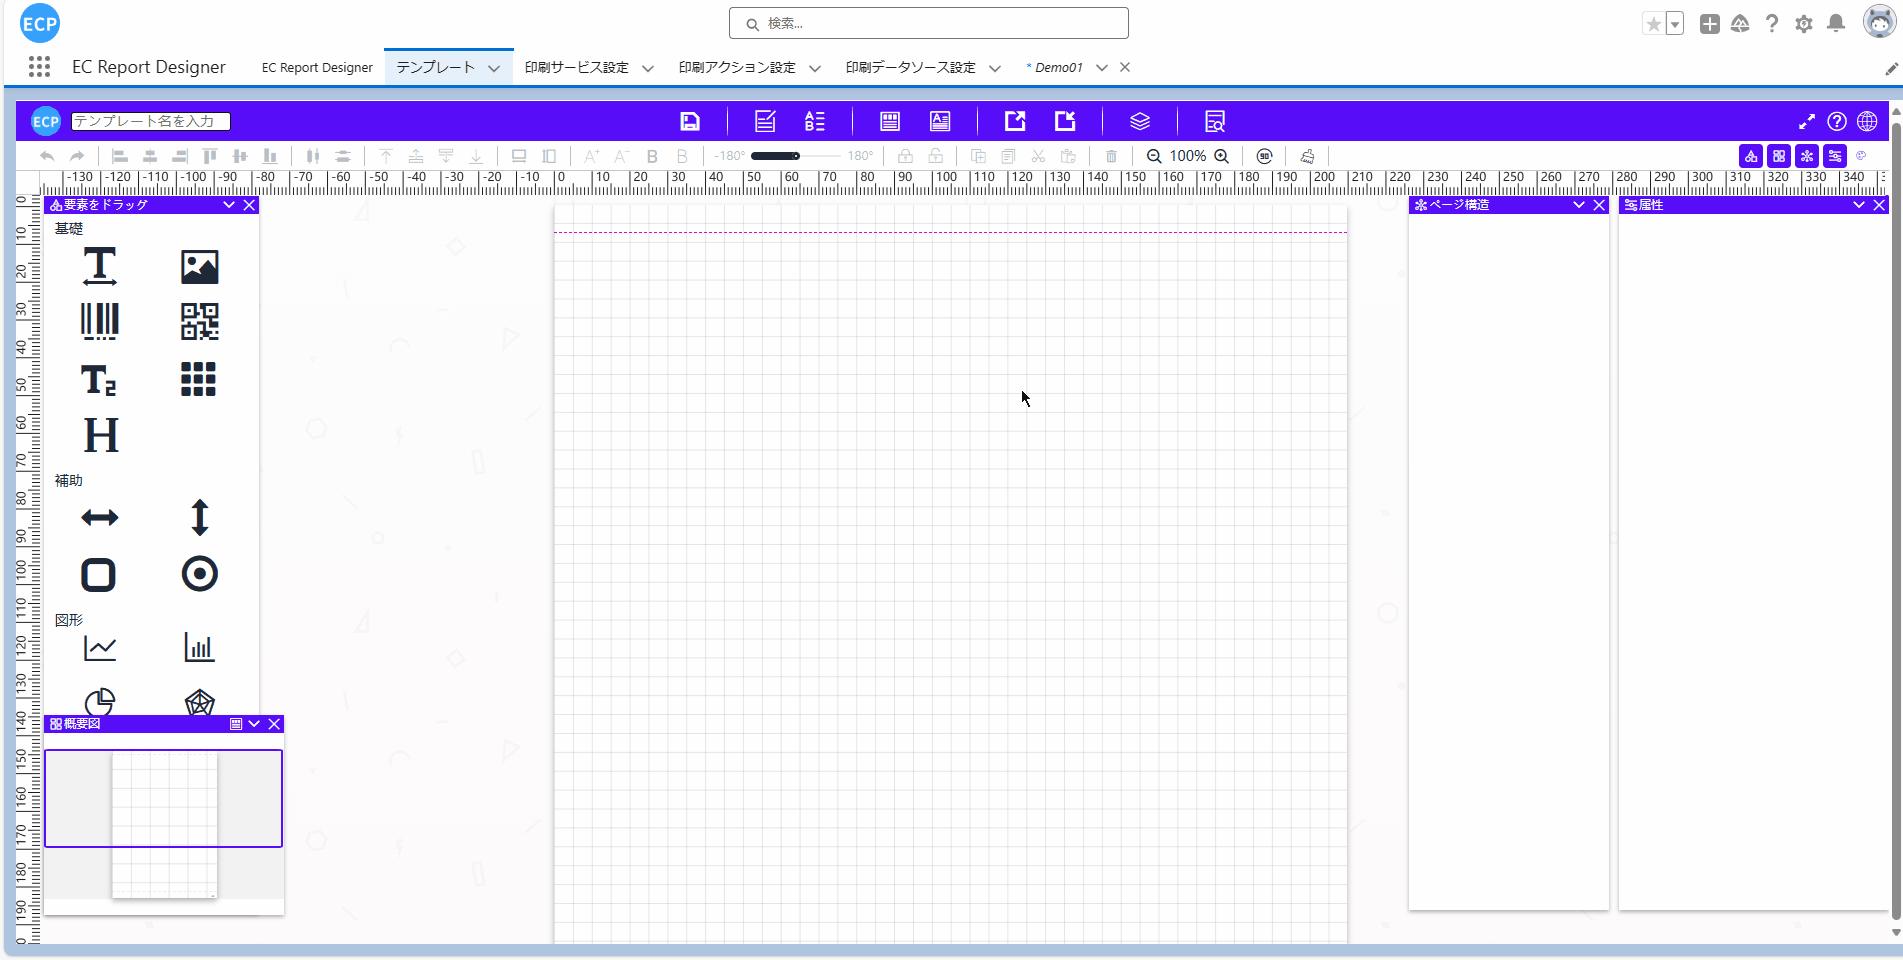 ECP
検索...
EC Report Designer
EC Report Designer
テンプレート
印刷サービス設定
印刷アクション設定
印刷データソース設定
* Demo01
ECP
テンプレート名を入力
-180°
180°
100%
90
-130 -120 -110 -100 -90 -80 -70 -60 -50 -40 -30 -20 -10 0 10 20 30 40 50 60 70 80 90 100 110 120 130 140 150 160 170 180 190 200 210 220 230 240 250 260 270 280 290 300 310 320 330 340
0
10
20
30
40
50
60
70
80
90
100
110
120
130
140
150
160
170
180
190
要素をドラッグ
基礎
補助
図形
概要図
ページ構造
属性